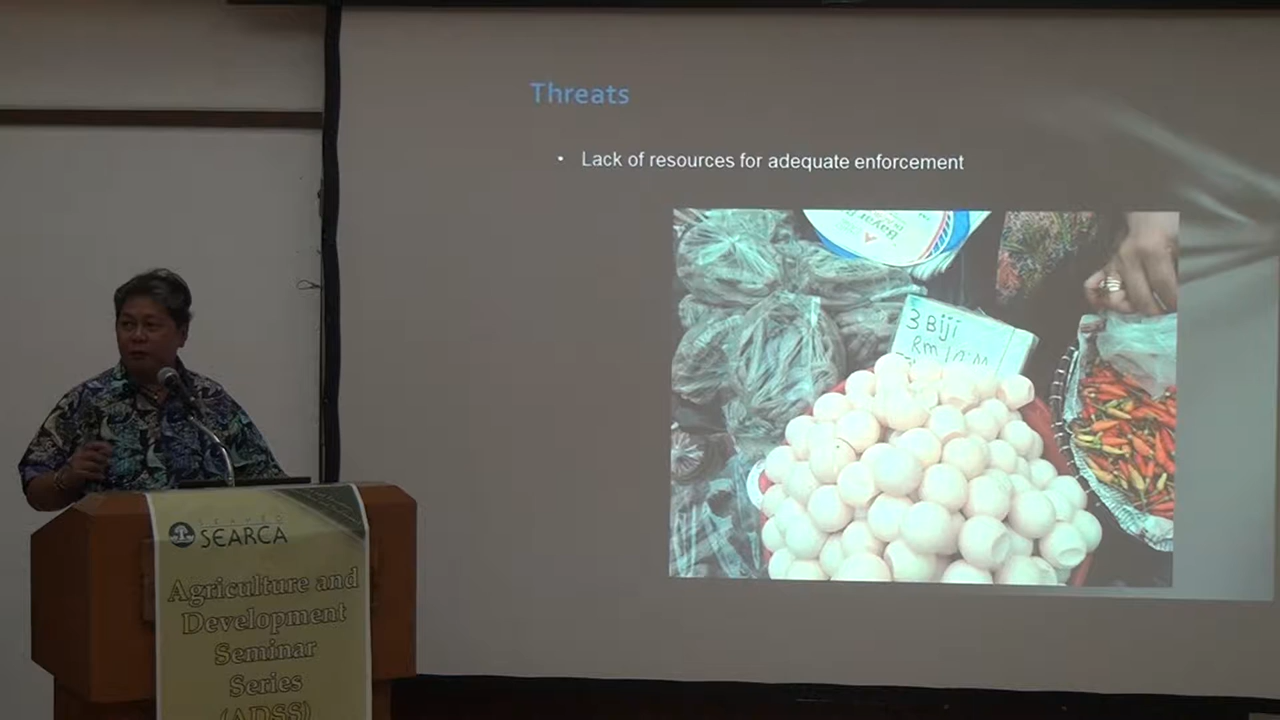 Threats
• Lack of resources for adequate enforcement
3 Biji
SEARCA
Agriculture and
Development
Seminar
Series
(ADSS)